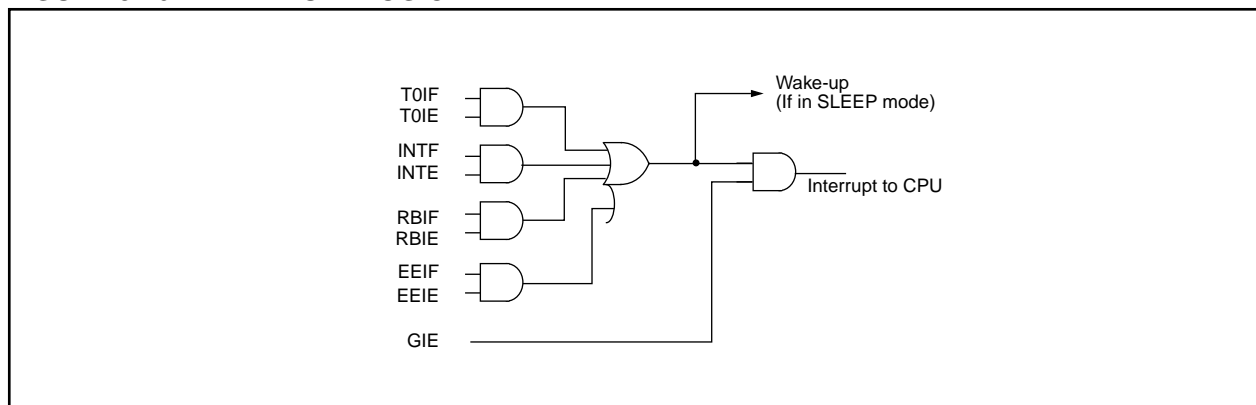 T0IF
T0IE
INTF
INTE
RBIF
RBIE
EEIF
EEIE
GIE
Wake-up
(If in SLEEP mode)
Interrupt to CPU